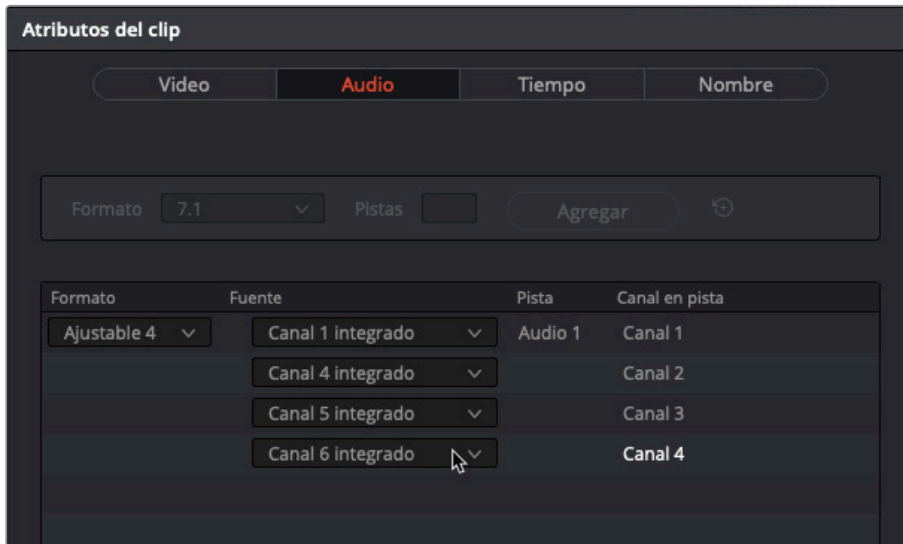 Atributos del clip
Video Audio Tiempo Nombre
Formato 7.1 Pistas Agregar
Formato Fuente Pista Canal en pista
Ajustable 4 Canal 1 integrado Audio 1 Canal 1
Canal 4 integrado Canal 2
Canal 5 integrado Canal 3
Canal 6 integrado Canal 4